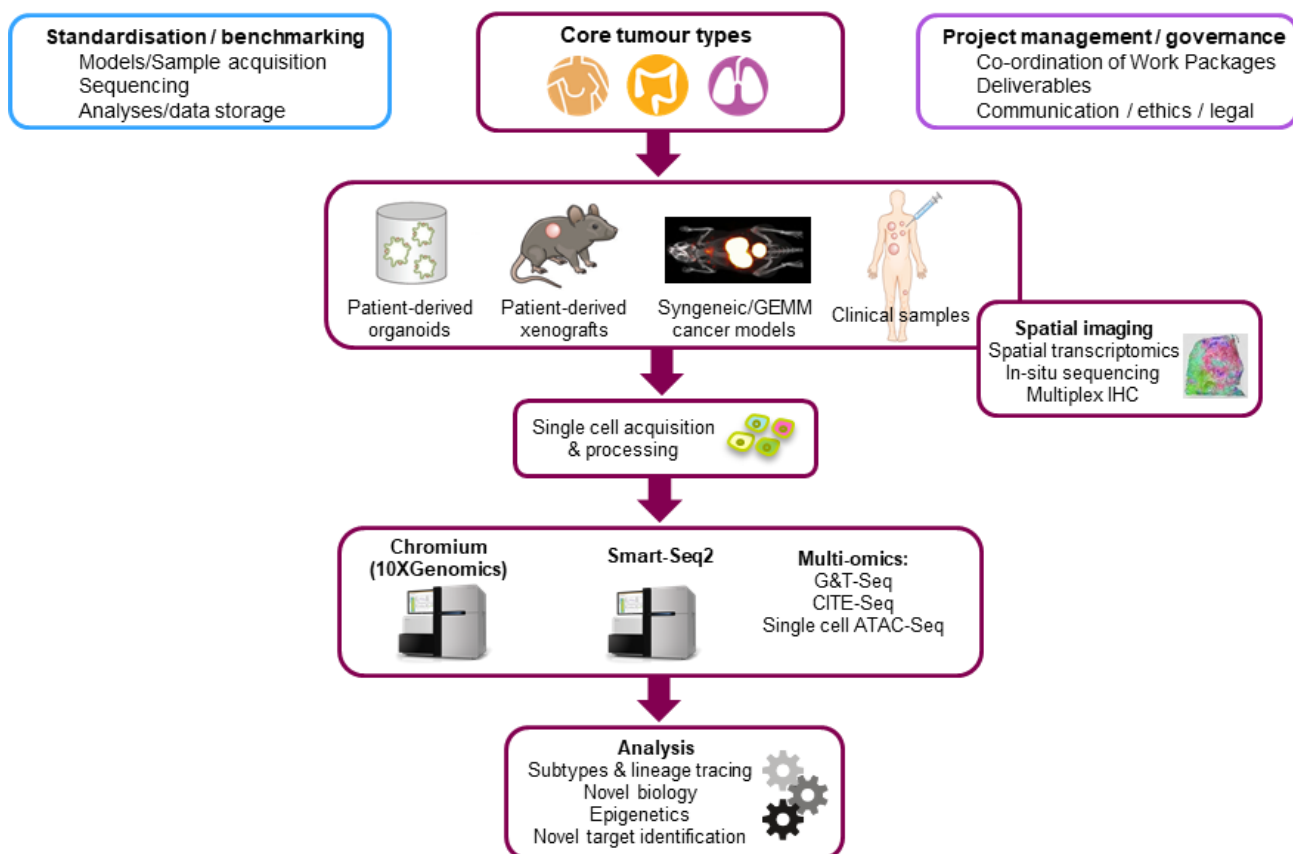 Standardisation / benchmarking
Models/Sample acquisition
Sequencing
Analyses/data storage
Core tumour types
Project management / governance
Co-ordination of Work Packages
Deliverables
Communication / ethics / legal
Patient-derived
organoids
Patient-derived
xenografts
Syngeneic/GEMM
cancer models
Clinical samples
Spatial imaging
Spatial transcriptomics
In-situ sequencing
Multiplex IHC
Single cell acquisition
& processing
Chromium
(10XGenomics)
Smart-Seq2
Multi-omics:
G&T-Seq
CITE-Seq
Single cell ATAC-Seq
Analysis
Subtypes & lineage tracing
Novel biology
Epigenetics
Novel target identification